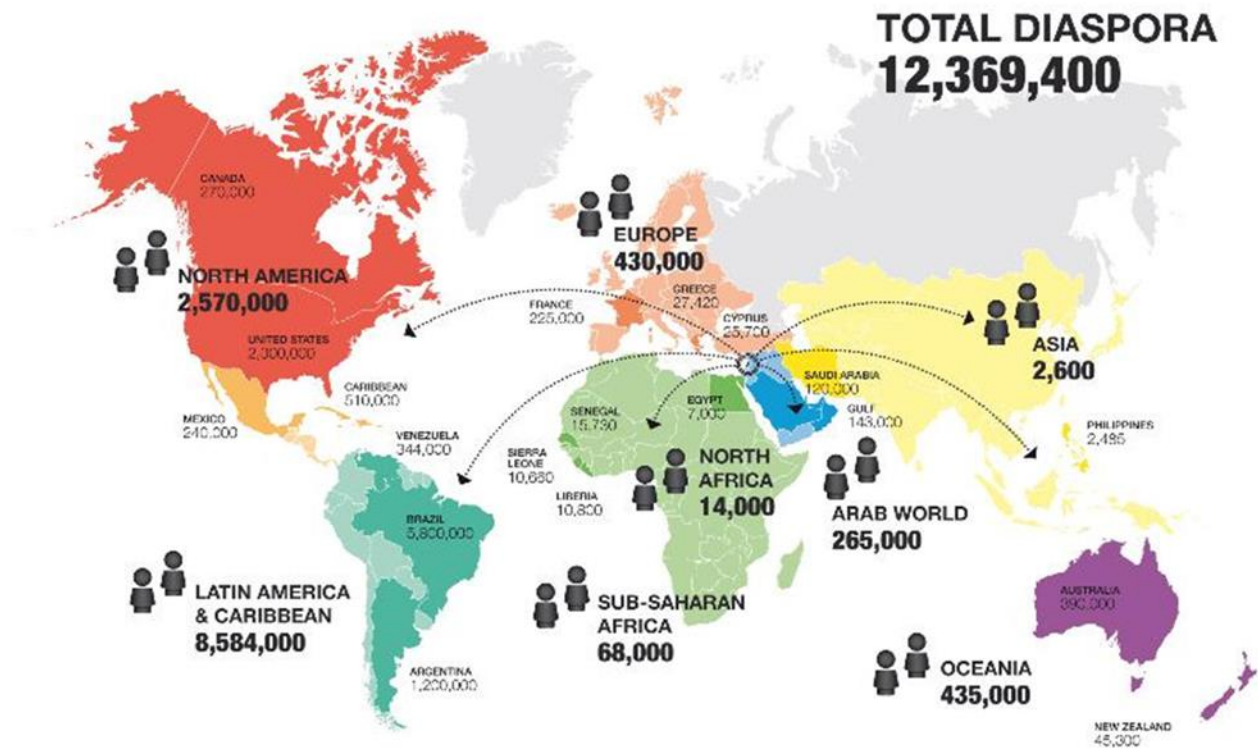 TOTAL DIASPORA
12,369,400
CANADA
270,000
NORTH AMERICA
2,570,000
UNITED STATES
2,300,000
MEXICO
240,000
CARIBBEAN
510,000
VENEZUELA
344,000
BRAZIL
5,800,000
LATIN AMERICA
& CARIBBEAN
8,584,000
ARGENTINA
1,200,000
EUROPE
430,000
FRANCE
225,000
GREECE
27,420
CYPRUS
25,700
SENEGAL
15,730
EGYPT
7,000
SIERRA
LEONE
10,660
LIBERIA
10,800
NORTH
AFRICA
14,000
SUB-SAHARAN
AFRICA
68,000
SAUDI ARABIA
120,000
GULF
143,000
ARAB WORLD
265,000
ASIA
2,600
PHILIPPINES
2,485
AUSTRALIA
390,000
OCEANIA
435,000
NEW ZEALAND
45,300